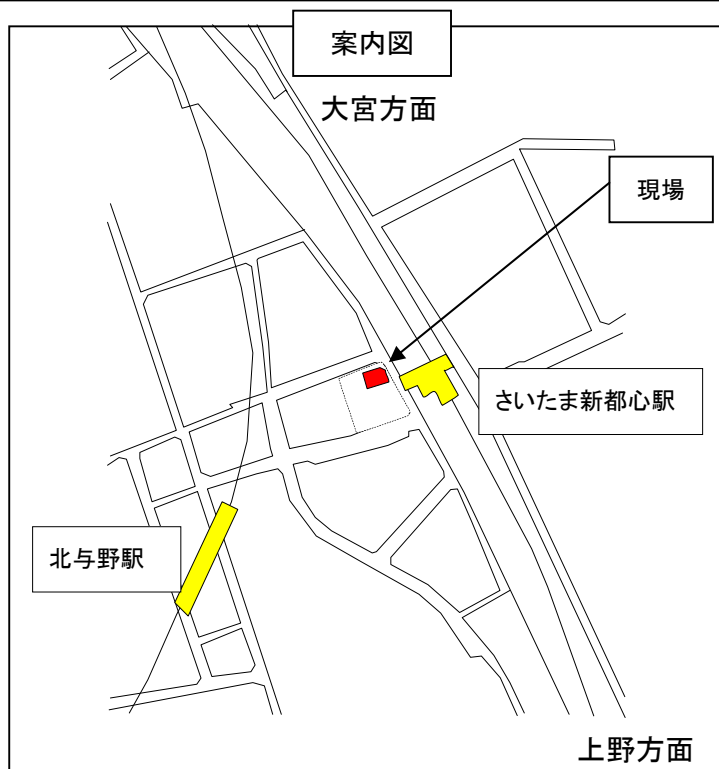 案内図
大宮方面
現場
さいたま新都心駅
北与野駅
上野方面